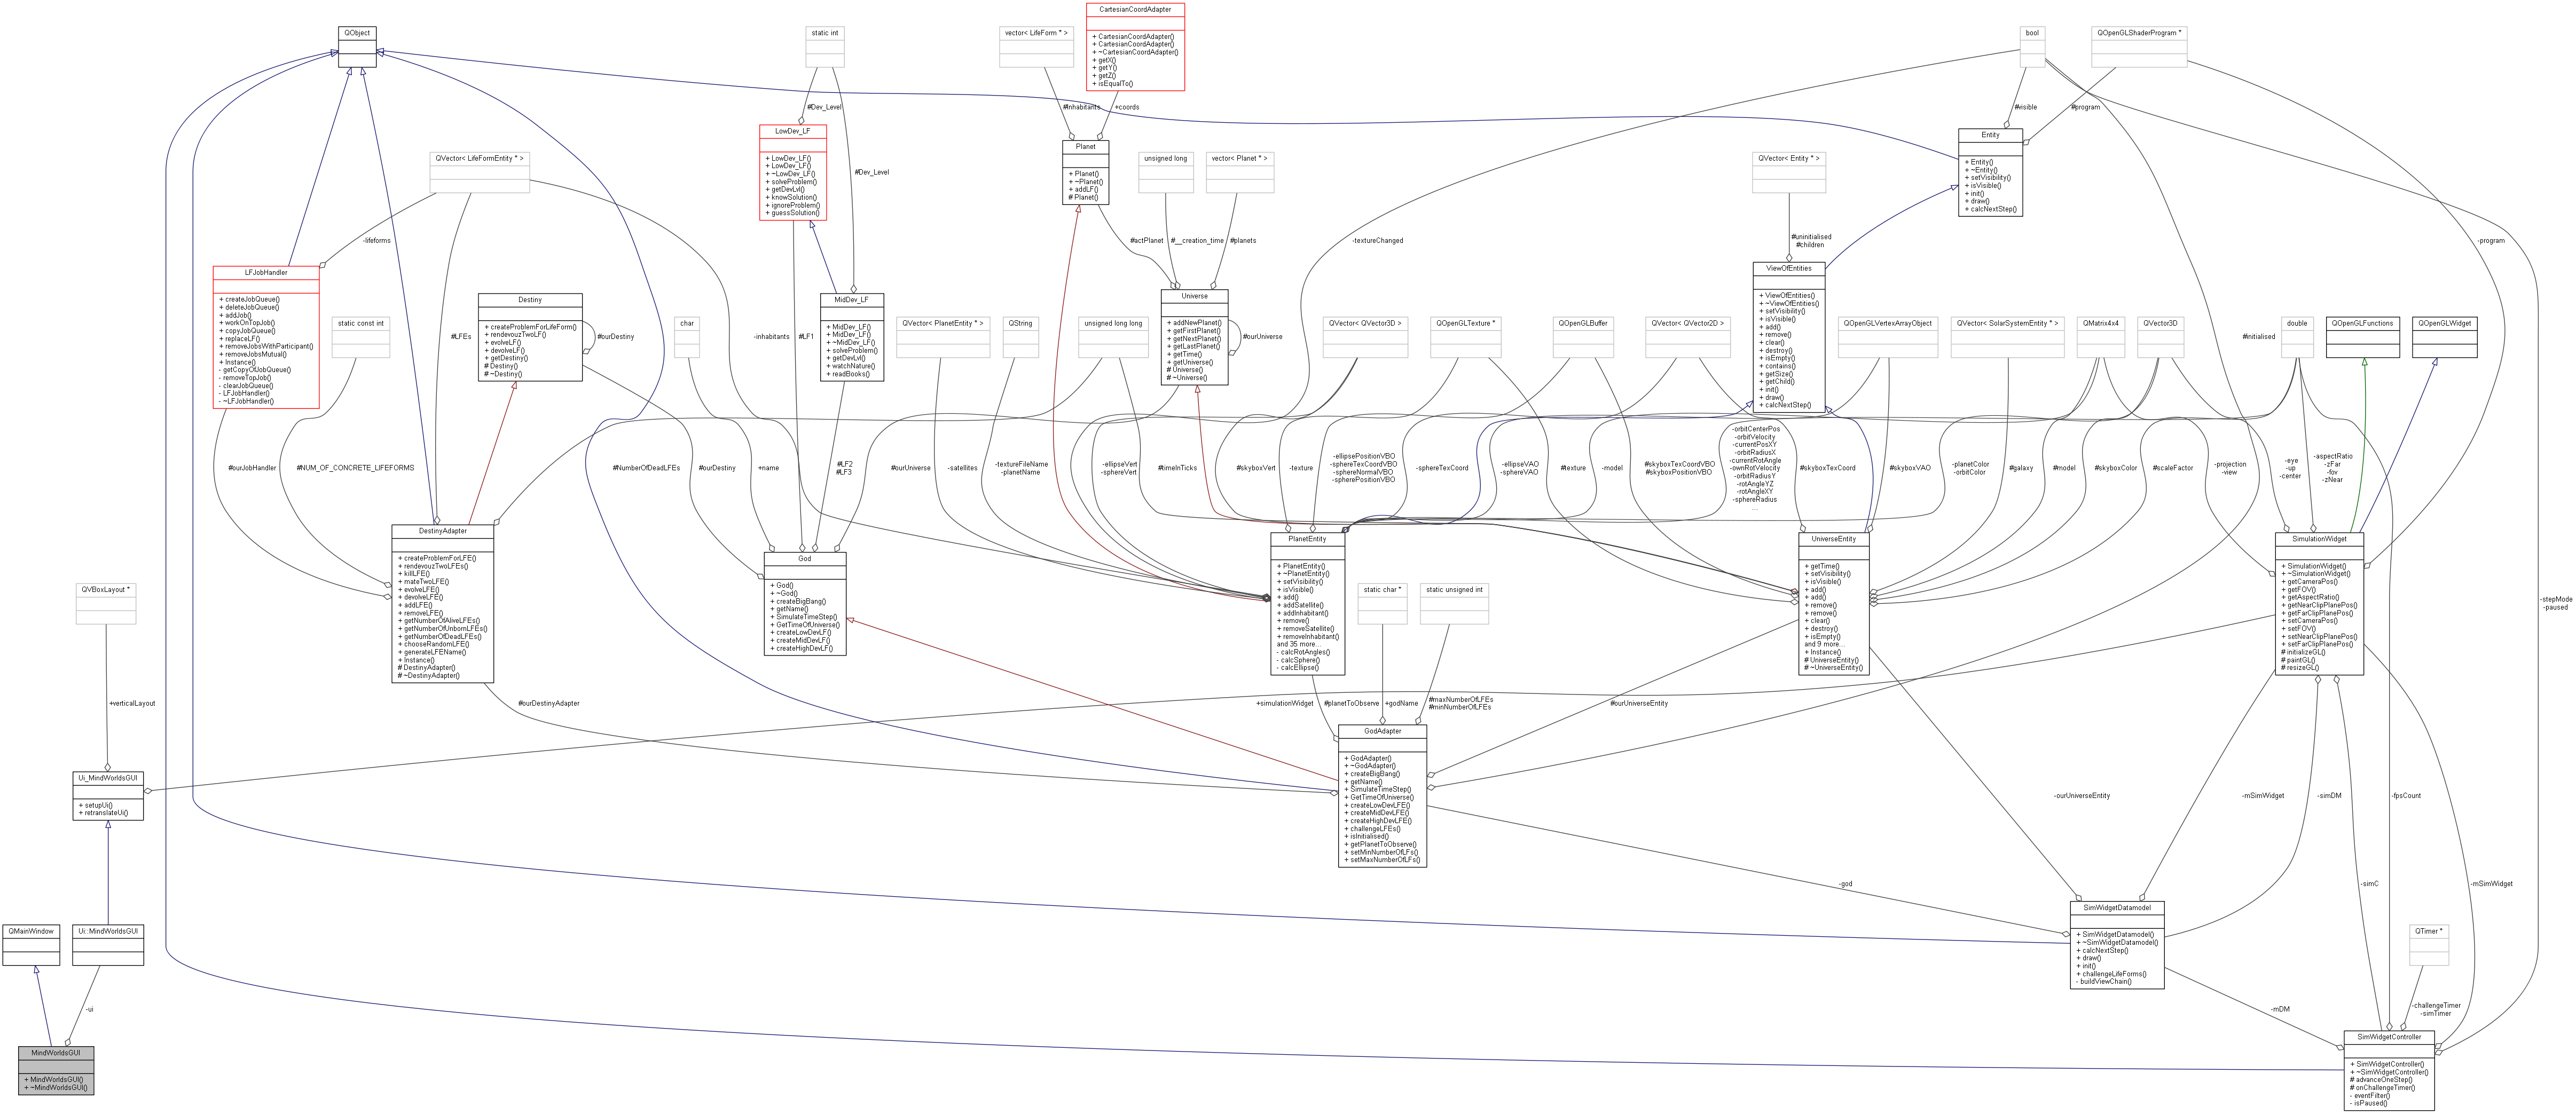 CartesianCoordAdapter
+ CartesianCoordAdapter()
+ CartesianCoordAdapter()
+ ~CartesianCoordAdapter()
+ getX()
+ getY()
+ getZ()
+ isEqualTo()
QObject
static int
vector< LifeForm * >
bool
QOpenGLShaderProgram *
#Dev_Level
#Inhabitants
+coords
#visible
#program
LowDev_LF
+ LowDev_LF()
+ LowDev_LF()
+ ~LowDev_LF()
+ solveProblem()
+ getDevLvl()
+ knowSolution()
+ ignoreProblem()
+ guessSolution()
Planet
+ Planet()
+ ~Planet()
+ addLF()
# Planet()
Entity
+ Entity()
+ ~Entity()
+ setVisibility()
+ isVisible()
+ init()
+ draw()
+ calcNextStep()
QVector< LifeFormEntity * >
#Dev_Level
unsigned long
vector< Planet * >
QVector< Entity * >
-lifeforms
#actPlanet
#__creation_time
#planets
-textureChanged
#uninitialised
#children
-program
LFJobHandler
+ createJobQueue()
+ deleteJobQueue()
+ addJob()
+ workOnTopJob()
+ copyJobQueue()
+ replaceLF()
+ removeJobsWithParticipant()
+ removeJobsMutual()
+ Instance()
- getCopyOfJobQueue()
- removeTopJob()
- clearJobQueue()
- LFJobHandler()
- ~LFJobHandler()
static const int
#LFEs
Destiny
+ createProblemForLifeForm()
+ rendevouzTwoLF()
+ evolveLF()
+ devolveLF()
+ getDestiny()
# Destiny()
# ~Destiny()
#ourDestiny
char
-inhabitants
#LF1
MidDev_LF
+ MidDev_LF()
+ MidDev_LF()
+ ~MidDev_LF()
+ solveProblem()
+ getDevLvl()
+ watchNature()
+ readBooks()
QVector< PlanetEntity * >
QString
unsigned long long
Universe
+ addNewPlanet()
+ getFirstPlanet()
+ getNextPlanet()
+ getLastPlanet()
+ getTime()
+ getUniverse()
# Universe()
# ~Universe()
#ourUniverse
QVector< QVector3D >
QOpenGLTexture *
QOpenGLBuffer
QVector< QVector2D >
ViewOfEntities
+ ViewOfEntities()
+ ~ViewOfEntities()
+ setVisibility()
+ isVisible()
+ add()
+ remove()
+ clear()
+ destroy()
+ isEmpty()
+ contains()
+ getSize()
+ getChild()
+ init()
+ draw()
+ calcNextStep()
QOpenGLVertexArrayObject
QVector< SolarSystemEntity * >
QMatrix4x4
QVector3D
#initialised
double
QOpenGLFunctions
QOpenGLWidget
#ourJobHandler
#NUM_OF_CONCRETE_LIFEFORMS
#NumberOfDeadLFEs
#ourDestiny
+name
#LF2
#LF3
#ourUniverse
-satellites
-textureFileName
-planetName
-ellipseVert
-sphereVert
#timeInTicks
#skyboxVert
-texture
-ellipsePositionVBO
-sphereTexCoordVBO
-sphereNormalVBO
-spherePositionVBO
-sphereTexCoord
-ellipseVAO
-sphereVAO
#texture
-model
#skyboxTexCoordVBO
#skyboxPositionVBO
-orbitCenterPos
-orbitVelocity
-currentPosXY
-orbitRadiusX
-currentRotAngle
-ownRotVelocity
-orbitRadiusY
-rotAngleYZ
-rotAngleXY
-sphereRadius
...
#skyboxTexCoord
#skyboxVAO
-planetColor
-orbitColor
#galaxy
#model
#skyboxColor
#scaleFactor
-projection
-view
-eye
-up
-center
-aspectRatio
-zFar
-fov
-zNear
DestinyAdapter
+ createProblemForLFE()
+ rendevouzTwoLFEs()
+ killLFE()
+ mateTwoLFE()
+ evolveLFE()
+ devolveLFE()
+ addLFE()
+ removeLFE()
+ getNumberOfAliveLFEs()
+ getNumberOfUnbornLFEs()
+ getNumberOfDeadLFEs()
+ chooseRandomLFE()
+ generateLFEName()
+ Instance()
# DestinyAdapter()
# ~DestinyAdapter()
God
+ God()
+ ~God()
+ createBigBang()
+ getName()
+ SimulateTimeStep()
+ GetTimeOfUniverse()
+ createLowDevLF()
+ createMidDevLF()
+ createHighDevLF()
PlanetEntity
+ PlanetEntity()
+ ~PlanetEntity()
+ setVisibility()
+ isVisible()
+ add()
+ addSatellite()
+ addInhabitant()
+ remove()
+ removeSatellite()
+ removeInhabitant()
and 35 more...
- calcRotAngles()
- calcSphere()
- calcEllipse()
static char *
static unsigned int
UniverseEntity
+ getTime()
+ setVisibility()
+ isVisible()
+ add()
+ add()
+ remove()
+ remove()
+ clear()
+ destroy()
+ isEmpty()
and 9 more...
+ Instance()
# UniverseEntity()
# ~UniverseEntity()
SimulationWidget
+ SimulationWidget()
+ ~SimulationWidget()
+ getCameraPos()
+ getFOV()
+ getAspectRatio()
+ getNearClipPlanePos()
+ getFarClipPlanePos()
+ setCameraPos()
+ setFOV()
+ setNearClipPlanePos()
+ setFarClipPlanePos()
# initializeGL()
# paintGL()
# resizeGL()
-stepMode
-paused
QVBoxLayout *
+verticalLayout
#ourDestinyAdapter
+simulationWidget
#planetToObserve
+godName
#maxNumberOfLFEs
#minNumberOfLFEs
#ourUniverseEntity
GodAdapter
+ GodAdapter()
+ ~GodAdapter()
+ createBigBang()
+ getName()
+ SimulateTimeStep()
+ GetTimeOfUniverse()
+ createLowDevLFE()
+ createMidDevLFE()
+ createHighDevLFE()
+ challengeLFEs()
+ isInitialised()
+ getPlanetToObserve()
+ setMinNumberOfLFs()
+ setMaxNumberOfLFs()
Ui_MindWorldsGUI
+ setupUi()
+ retranslateUi()
-ourUniverseEntity
-mSimWidget
-simDM
-fpsCount
-god
-simC
-mSimWidget
QMainWindow
Ui::MindWorldsGUI
SimWidgetDatamodel
+ SimWidgetDatamodel()
+ ~SimWidgetDatamodel()
+ calcNextStep()
+ draw()
+ init()
+ challengeLifeForms()
- buildViewChain()
QTimer *
-ui
-mDM
-challengeTimer
-simTimer
MindWorldsGUI
+ MindWorldsGUI()
+ ~MindWorldsGUI()
SimWidgetController
+ SimWidgetController()
+ ~SimWidgetController()
# advanceOneStep()
# onChallengeTimer()
- eventFilter()
- isPaused()